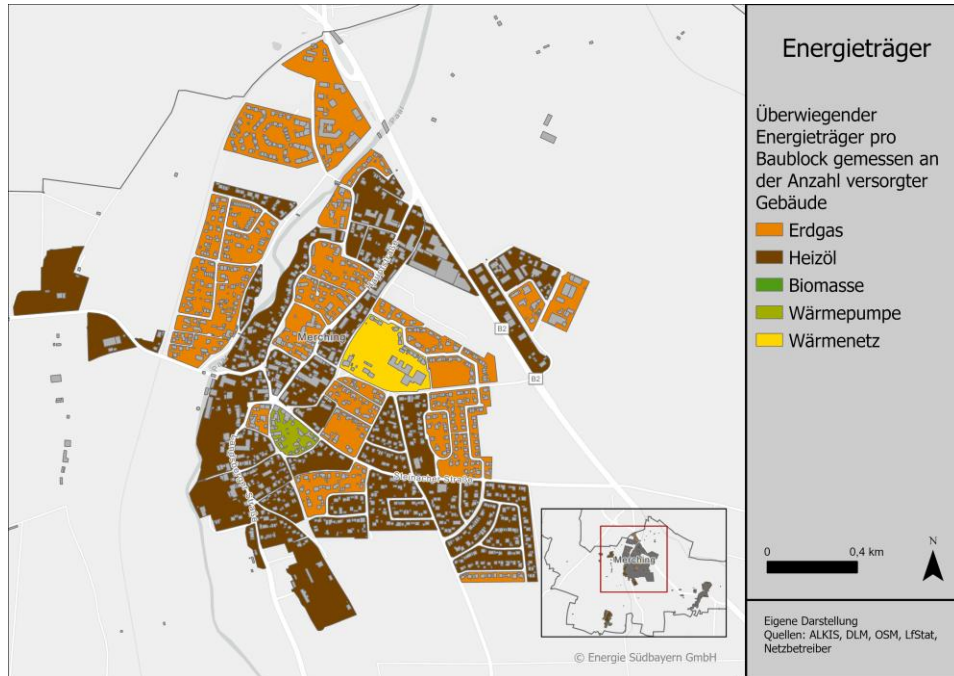 Energieträger
Überwiegender
Energieträger pro
Baublock gemessen an
der Anzahl versorgter
Gebäude
Erdgas
Heizöl
Biomasse
Wärmepumpe
Wärmenetz
0 0,4 km
N
Eigene Darstellung
Quellen: ALKIS, DLM, OSM, LfStat,
Netzbetreiber
B2
Merching
B2
Steinacher Straße
Merching
© Energie Südbayern GmbH